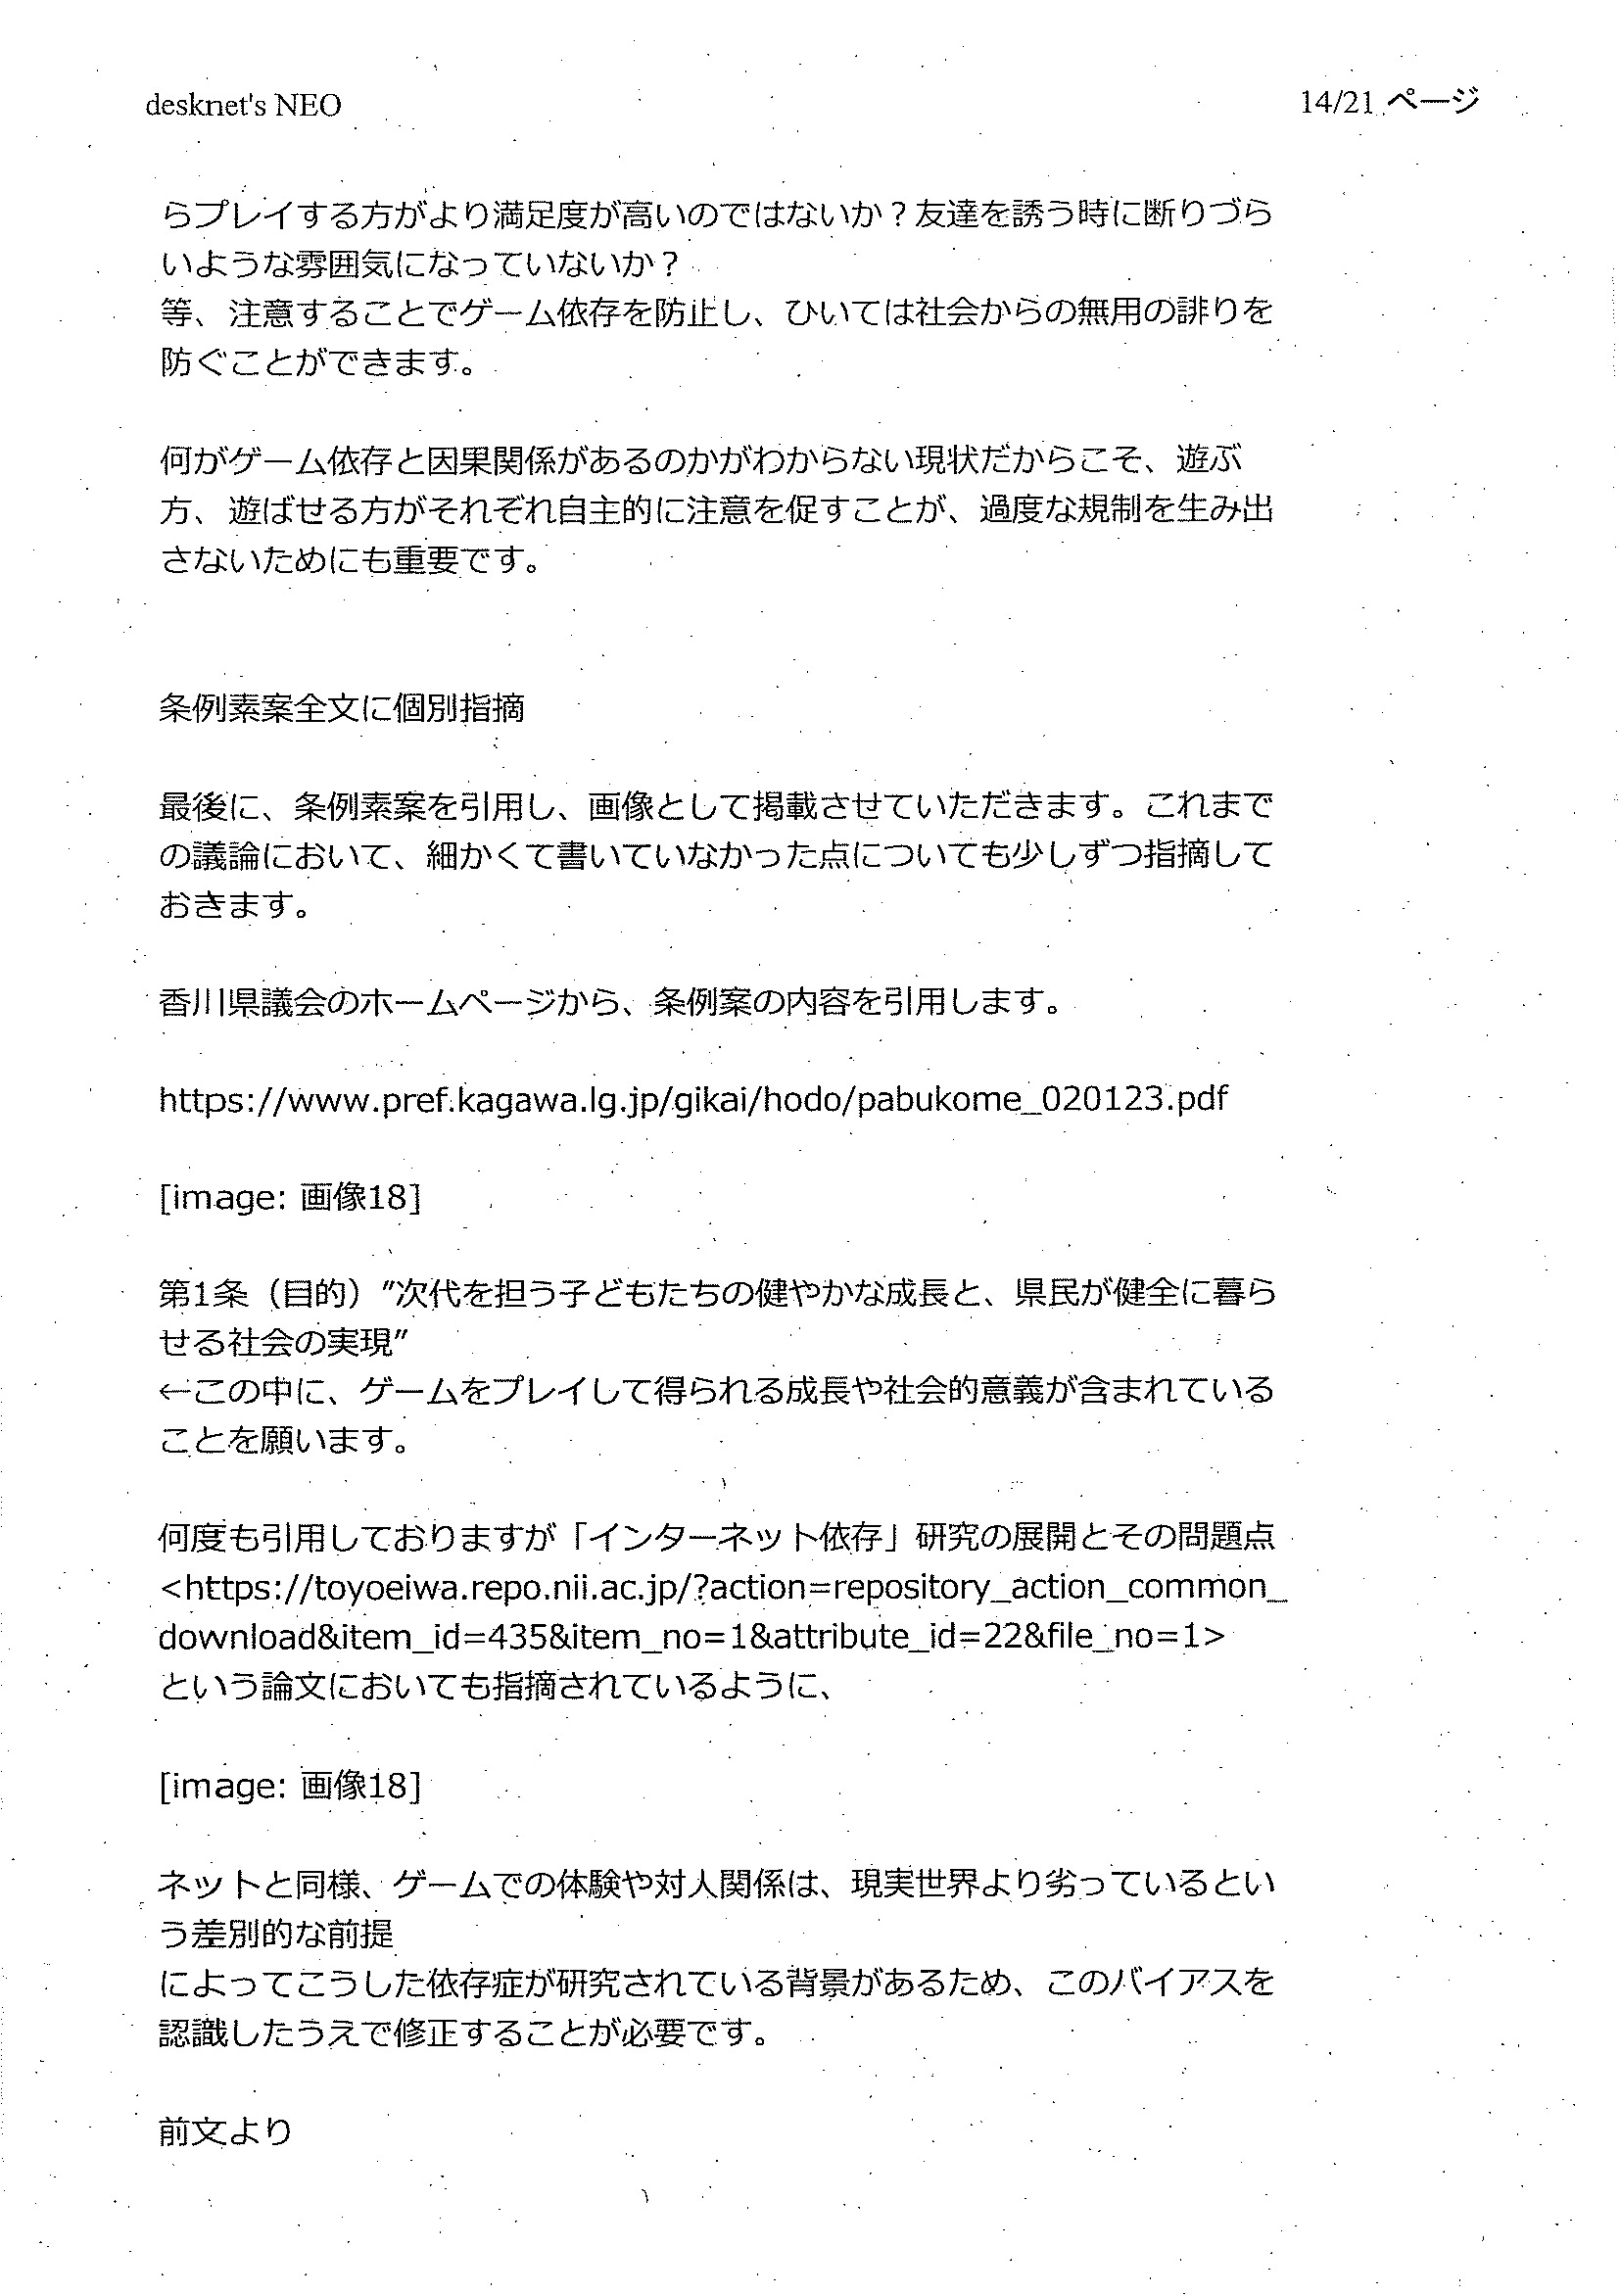 desknet's NEO
14/21 ページ
らプレイする方がより満足度が高いのではないか？友達を誘う時に断りづら
いような雰囲気になっていないか？
等、注意することでゲーム依存を防止し、ひいては社会からの無用の誹りを
防ぐことができます。
何がゲーム依存と因果関係があるのかがわからない現状だからこそ、遊ぶ
方、遊ばせる方がそれぞれ自主的に注意を促すことが、過度な規制を生み出
さないためにも重要です。
条例素案全文に個別指摘
最後に、条例素案を引用し、画像として掲載させていただきます。これまで
の議論において、細かくて書いていなかった点についても少しずつ指摘して
おきます。
香川県議会のホームページから、条例案の内容を引用します。
https://www.pref.kagawa.lg.jp/gikai/hodo/pabukome_020123.pdf
[image: 画像18]
第1条（目的）”次代を担う子どもたちの健やかな成長と、県民が健全に暮ら
せる社会の実現”
←この中に、ゲームをプレイして得られる成長や社会的意義が含まれている
ことを願います。
何度も引用しておりますが「インターネット依存」研究の展開とその問題点
<https://toyoeiwa.repo.nii.ac.jp/?action=repository_action_common_
download&item_id=435&item_no=1&attribute_id=22&file_no=1>
という論文においても指摘されているように、
[image: 画像18]
ネットと同様、ゲームでの体験や対人関係は、現実世界より劣っているとい
う差別的な前提
によってこうした依存症が研究されている背景があるため、このバイアスを
認識したうえで修正することが必要です。
前文より